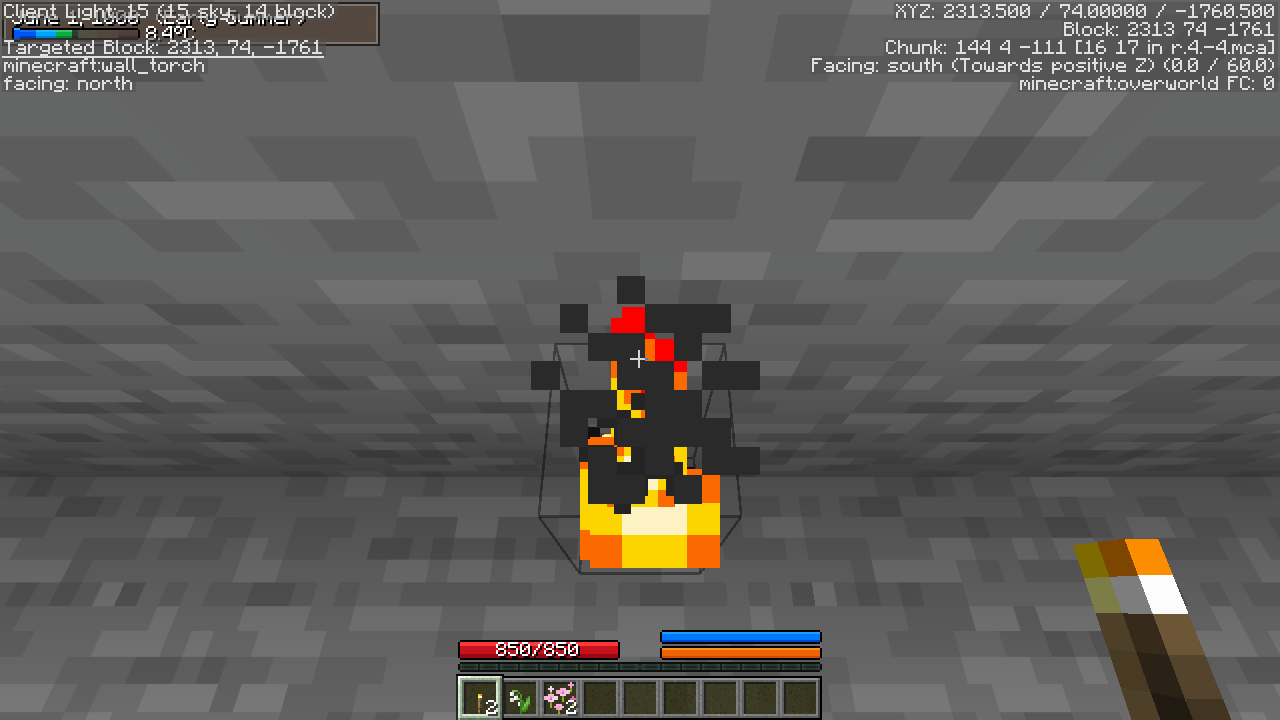 Client Light: 15 (15 sky, 14 block)
8.4°C
Targeted Block: 2313, 74, -1761
minecraft:wall_torch
facing: north
XYZ: 2313.500 / 74.00000 / -1760.500
Block: 2313 74 -1761
Chunk: 144 4 -111 [16 17 in r.4.-4.mca]
Facing: south (Towards positive Z) (0.0 / 60.0)
minecraft:overworld FC: 0
850/850
2
2